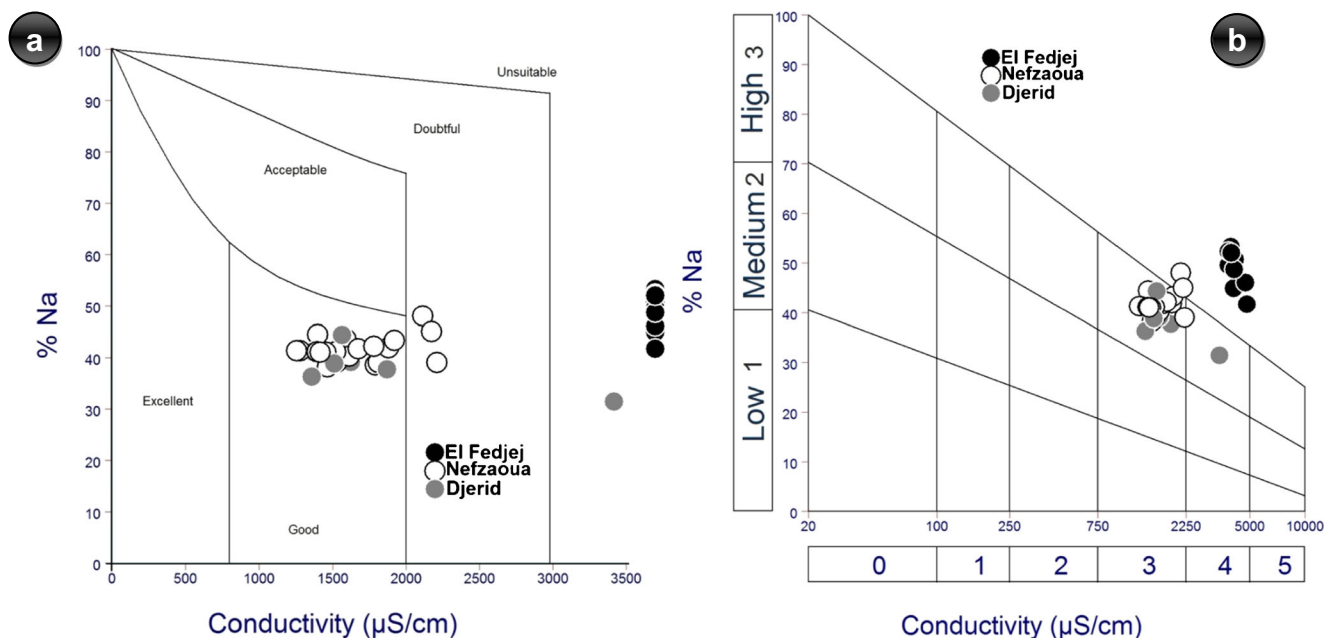 a
100
90
80
70
60
50
40
30
20
10
0
% Na
Unsuitable
Doubtful
Acceptable
Excellent
Good
El Fedjej
Nefzaoua
Djerid
0 500 1000 1500 2000 2500 3000 3500
Conductivity (µS/cm)
b
High 3
Medium 2
Low 1
% Na
100
90
80
70
60
50
40
30
20
10
0
El Fedjej
Nefzaoua
Djerid
20 100 250 750 2250 5000 10000
0 1 2 3 4 5
Conductivity (µS/cm)